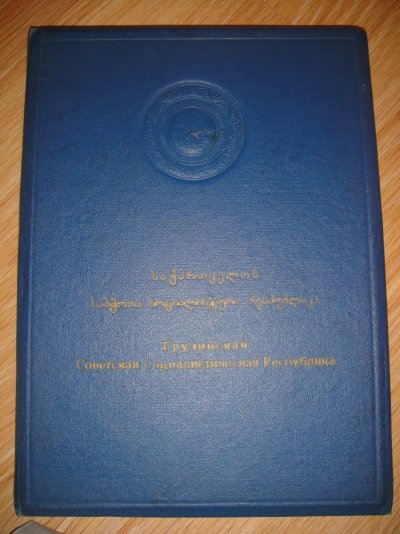 საქართველოს
საბჭოთა სოციალისტური რესპუბლიკა
Грузинская
Советская Социалистическая Республика